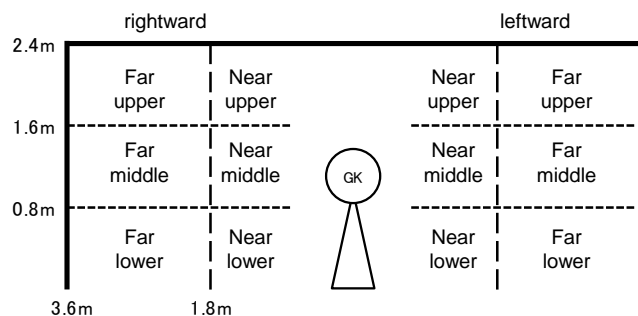 rightward leftward
2.4m
Far Near Near Far
upper upper upper upper
1.6m
Far Near Near Far
middle middle GK middle middle
0.8m
Far Near Near Far
lower lower lower lower
3.6m 1.8m